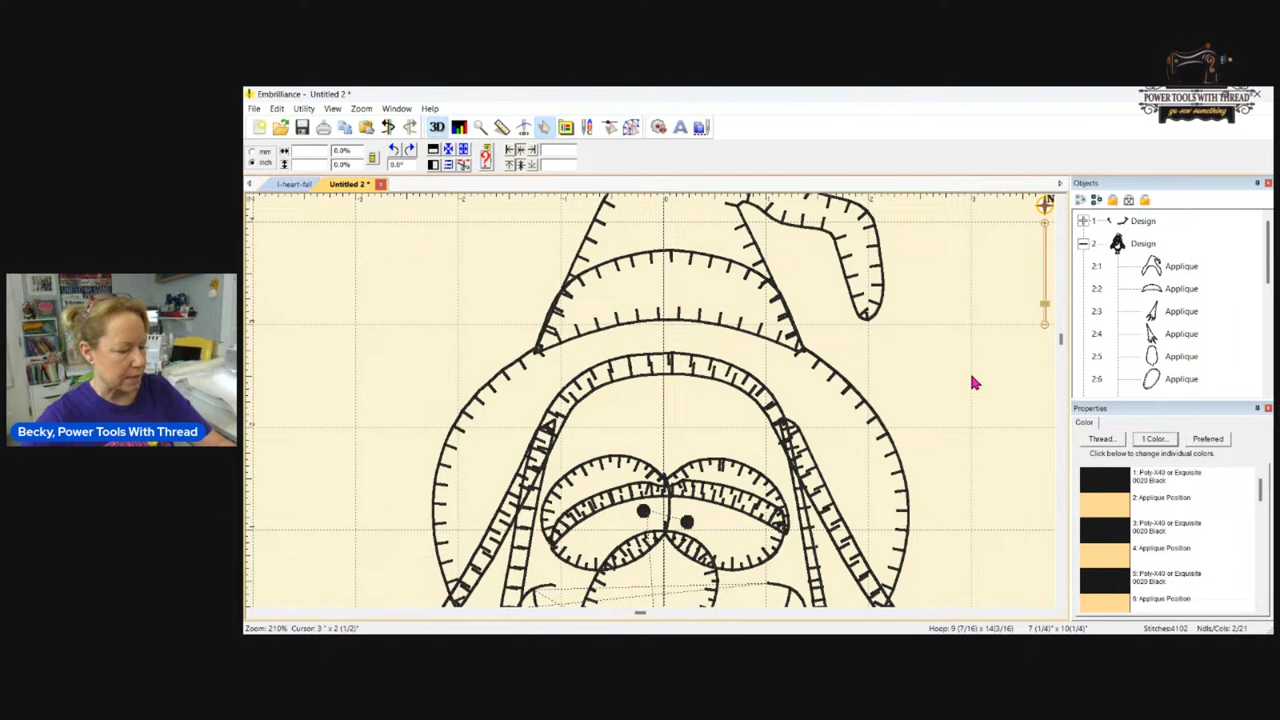 POWER TOOLS WITH THREAD
go sew something
Embrilliance - Untitled 2 *
File Edit Utility View Zoom Window Help
3D
mm 0.0%
inch 0.0% 0.0°
I-heart-fall Untitled 2 *
N
Objects
1 Design
2 Design
2:1 Applique
2:2 Applique
2:3 Applique
2:4 Applique
2:5 Applique
2:6 Applique
Properties
Color
Thread... 1 Color... Preferred
Click below to change individual colors.
1: Poly-X40 or Exquisite
0020 Black
2: Applique Position
3: Poly-X40 or Exquisite
0020 Black
4: Applique Position
5: Poly-X40 or Exquisite
0020 Black
6: Applique Position
Becky, Power Tools With Thread
Zoom: 210% Cursor: 3 " x 2 (1/2)" Hoop: 9 (7/16) x 14(3/16) 7 (1/4)" x 10(1/4)" Stitches:4102 Ndls/Cols: 2/21